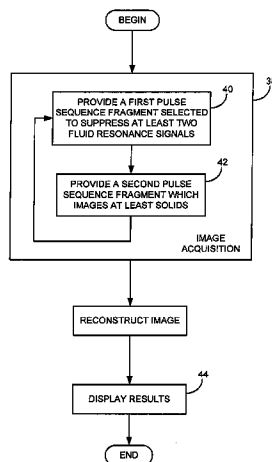 BEGIN
40
PROVIDE A FIRST PULSE
SEQUENCE FRAGMENT SELECTED
TO SUPPRESS AT LEAST TWO
FLUID RESONANCE SIGNALS
42
PROVIDE A SECOND PULSE
SEQUENCE FRAGMENT WHICH
IMAGES AT LEAST SOLIDS
IMAGE
ACQUISITION
RECONSTRUCT IMAGE
44
DISPLAY RESULTS
END